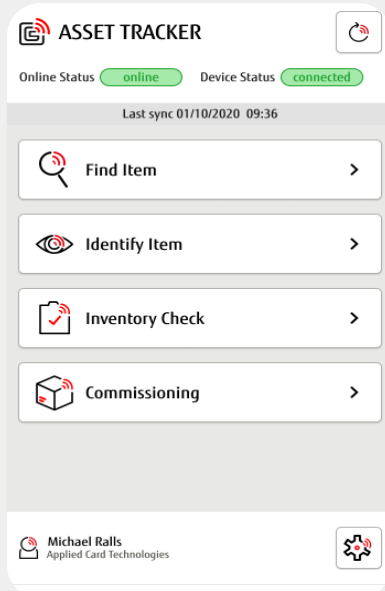 ASSET TRACKER
Online Status online Device Status connected
Last sync 01/10/2020 09:36
Find Item
Identify Item
Inventory Check
Commissioning
Michael Ralls
Applied Card Technologies